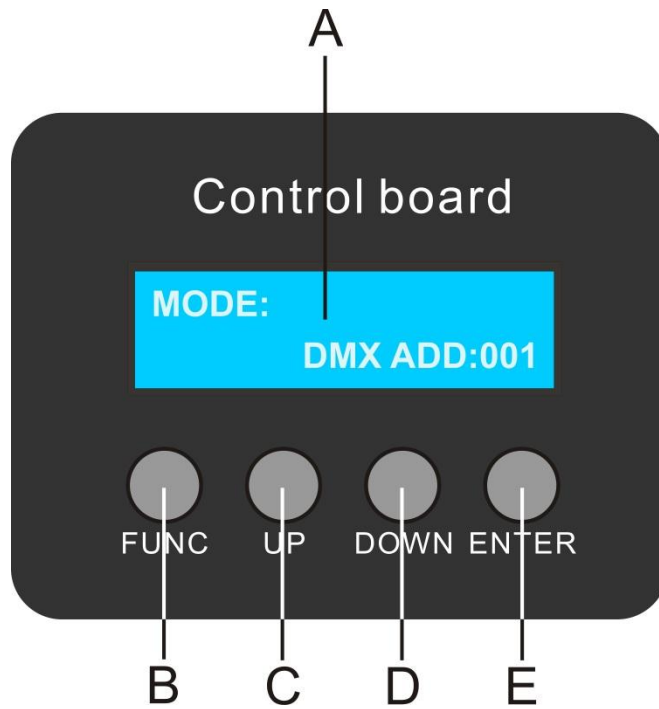 A
Control board
MODE:
DMX ADD:001
FUNC UP DOWN ENTER
B C D E